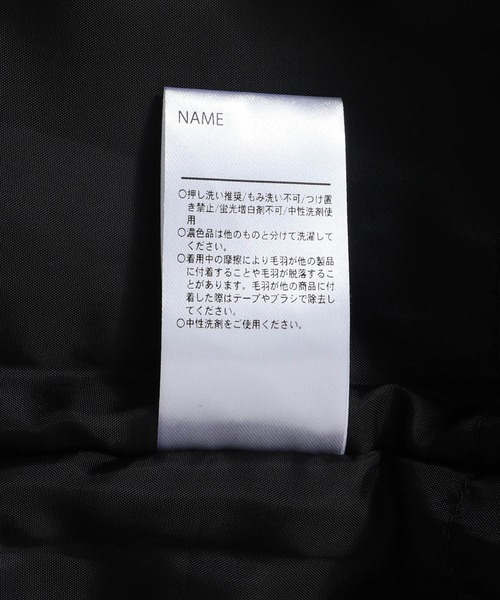 NAME
○押し洗い推奨/もみ洗い不可/つけ置
き禁止/蛍光増白剤不可/中性洗剤使
用
○濃色品は他のものと分けて洗濯して
ください。
○着用中の摩擦により毛羽が他の製品
に付着することや毛羽が脱落するこ
とがあります。毛羽が他の商品に付
着した際はテープやブラシで除去し
てください。
○中性洗剤をご使用ください。